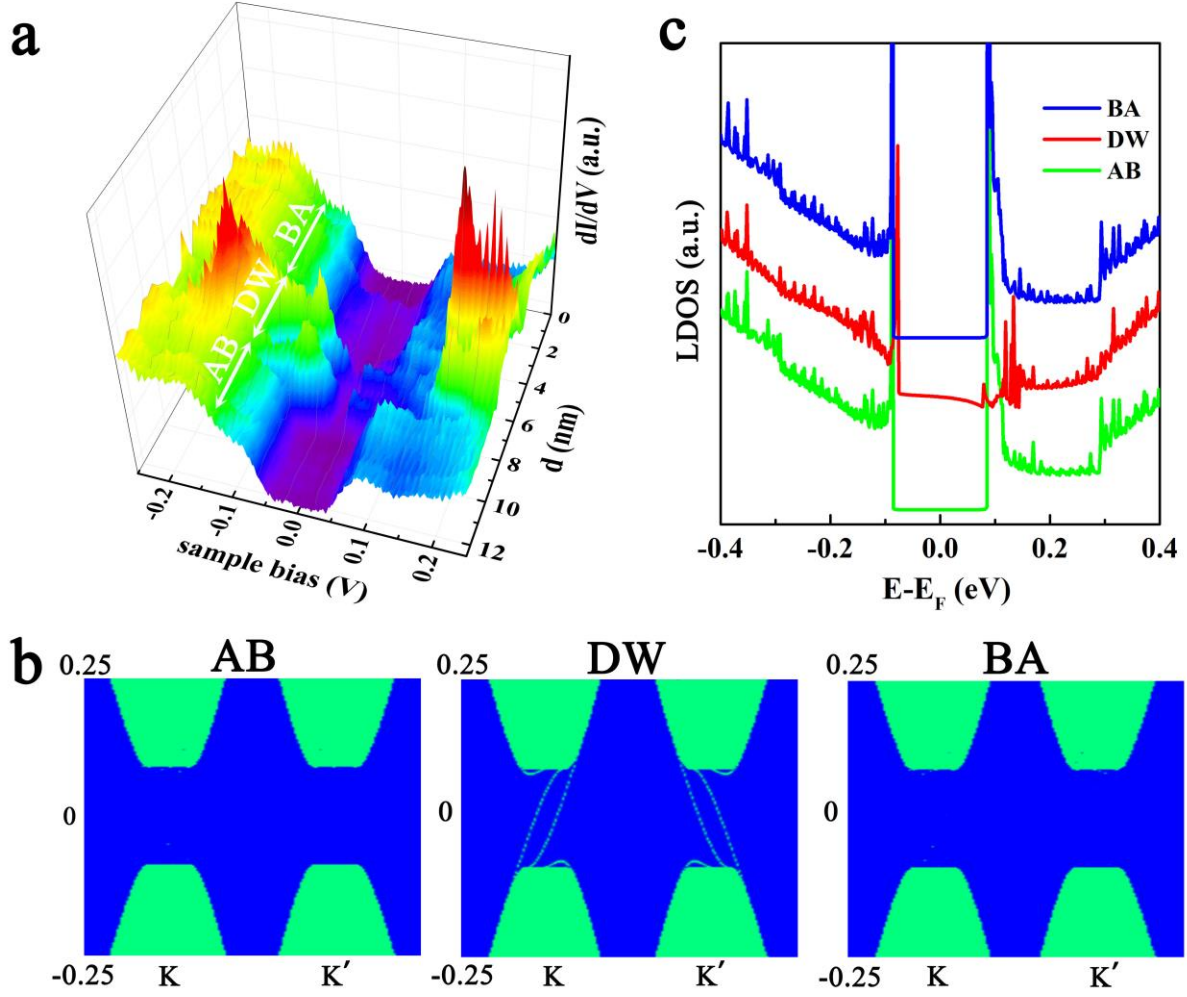 a
dI/dV (a.u.)
BA
DW
AB
0
2
4
6
8
10
12
d (nm)
-0.2
-0.1
0.0
0.1
0.2
sample bias (V)
c
BA
DW
AB
LDOS (a.u.)
-0.4
-0.2
0.0
0.2
0.4
E-E_F (eV)
b
AB
0.25
0
-0.25
K
K′
DW
0.25
0
-0.25
K
K′
BA
0.25
0
-0.25
K
K′